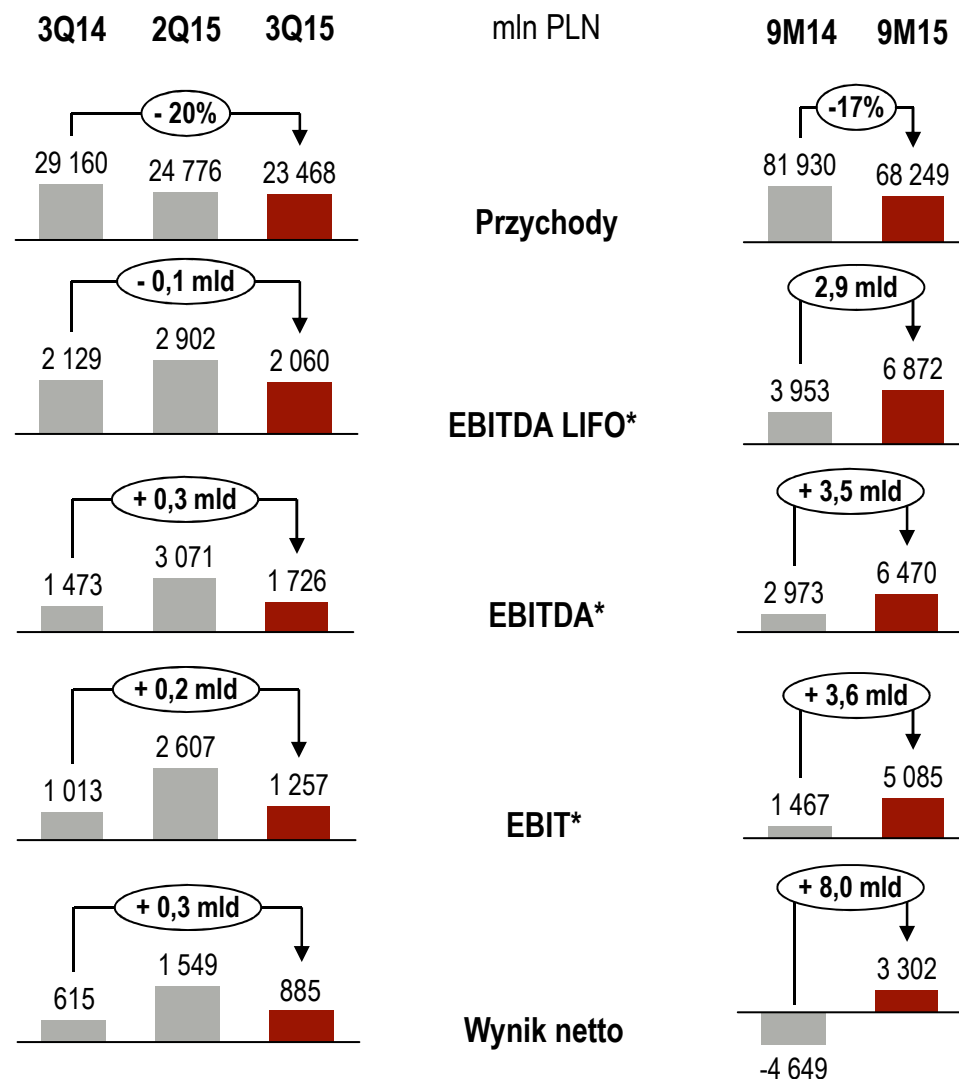 3Q14 2Q15 3Q15 mln PLN 9M14 9M15
- 20% -17%
29 160 24 776 23 468 81 930 68 249
Przychody
- 0,1 mld 2,9 mld
2 129 2 902 2 060 3 953 6 872
EBITDA LIFO*
+ 0,3 mld + 3,5 mld
1 473 3 071 1 726 2 973 6 470
EBITDA*
+ 0,2 mld + 3,6 mld
1 013 2 607 1 257 1 467 5 085
EBIT*
+ 0,3 mld + 8,0 mld
615 1 549 885 3 302
Wynik netto
-4 649